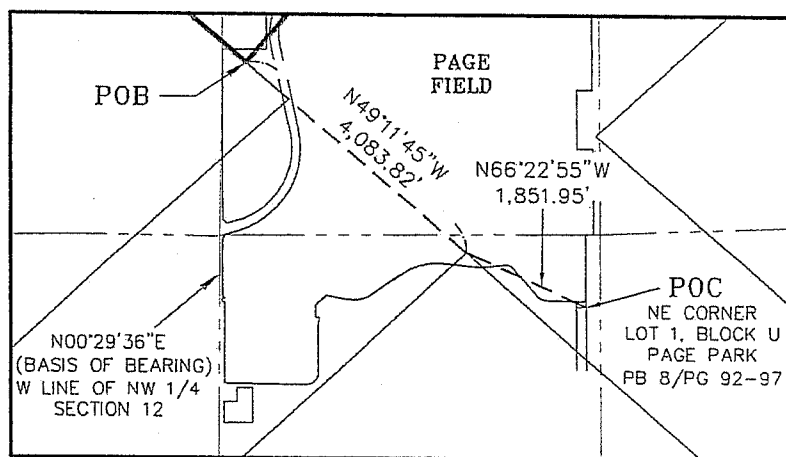 PAGE
FIELD
POB
N49°11'45"W
4,083.82'
N66°22'55"W
1,851.95'
POC
NE CORNER
LOT 1, BLOCK U
PAGE PARK
PB 8/PG 92-97
N00°29'36"E
(BASIS OF BEARING)
W LINE OF NW 1/4
SECTION 12